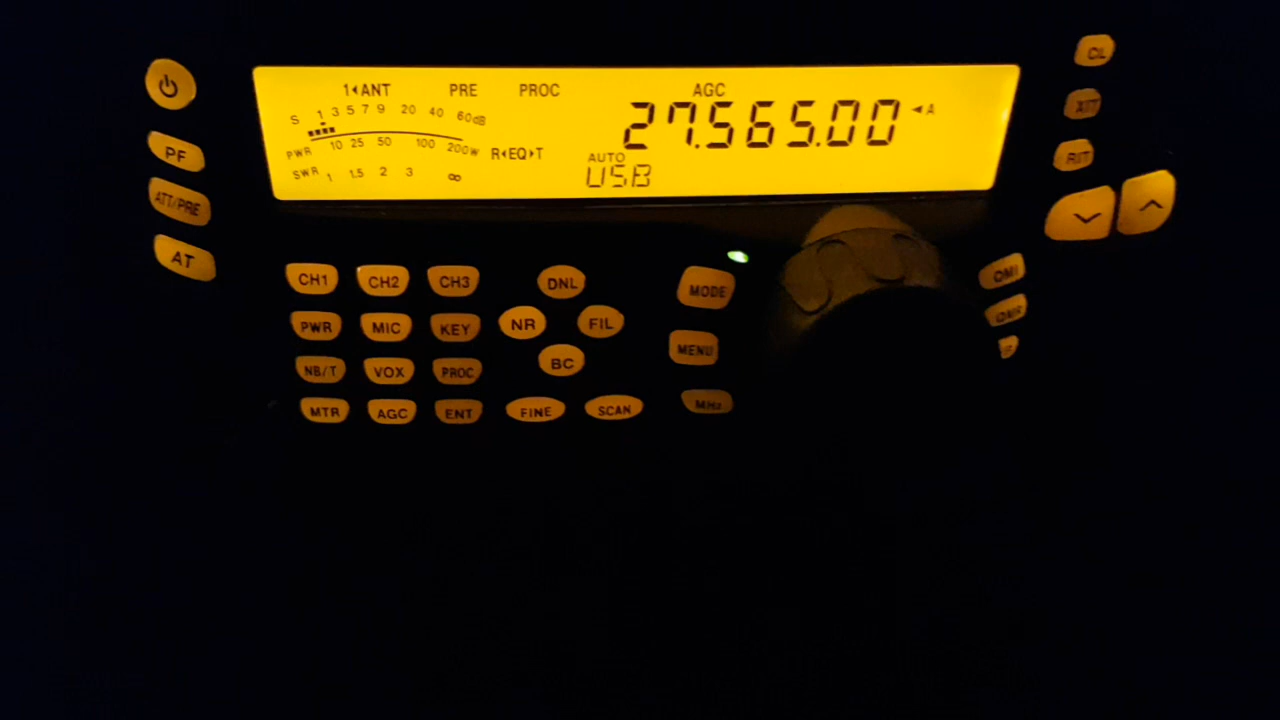 1◂ANT PRE PROC AGC
S 1 3 5 7 9 20 40 60dB
27.565.00 ◂A
PWR 10 25 50 100 200W
R◂EQ▸T
AUTO
SWR 1 1.5 2 3 ∞
USB
PF
ATT/PRE
AT
CL
XIT
RIT
CH1 CH2 CH3 DNL MODE
PWR MIC KEY NR FIL MENU
NB/T VOX PROC BC
MTR AGC ENT FINE SCAN MHz